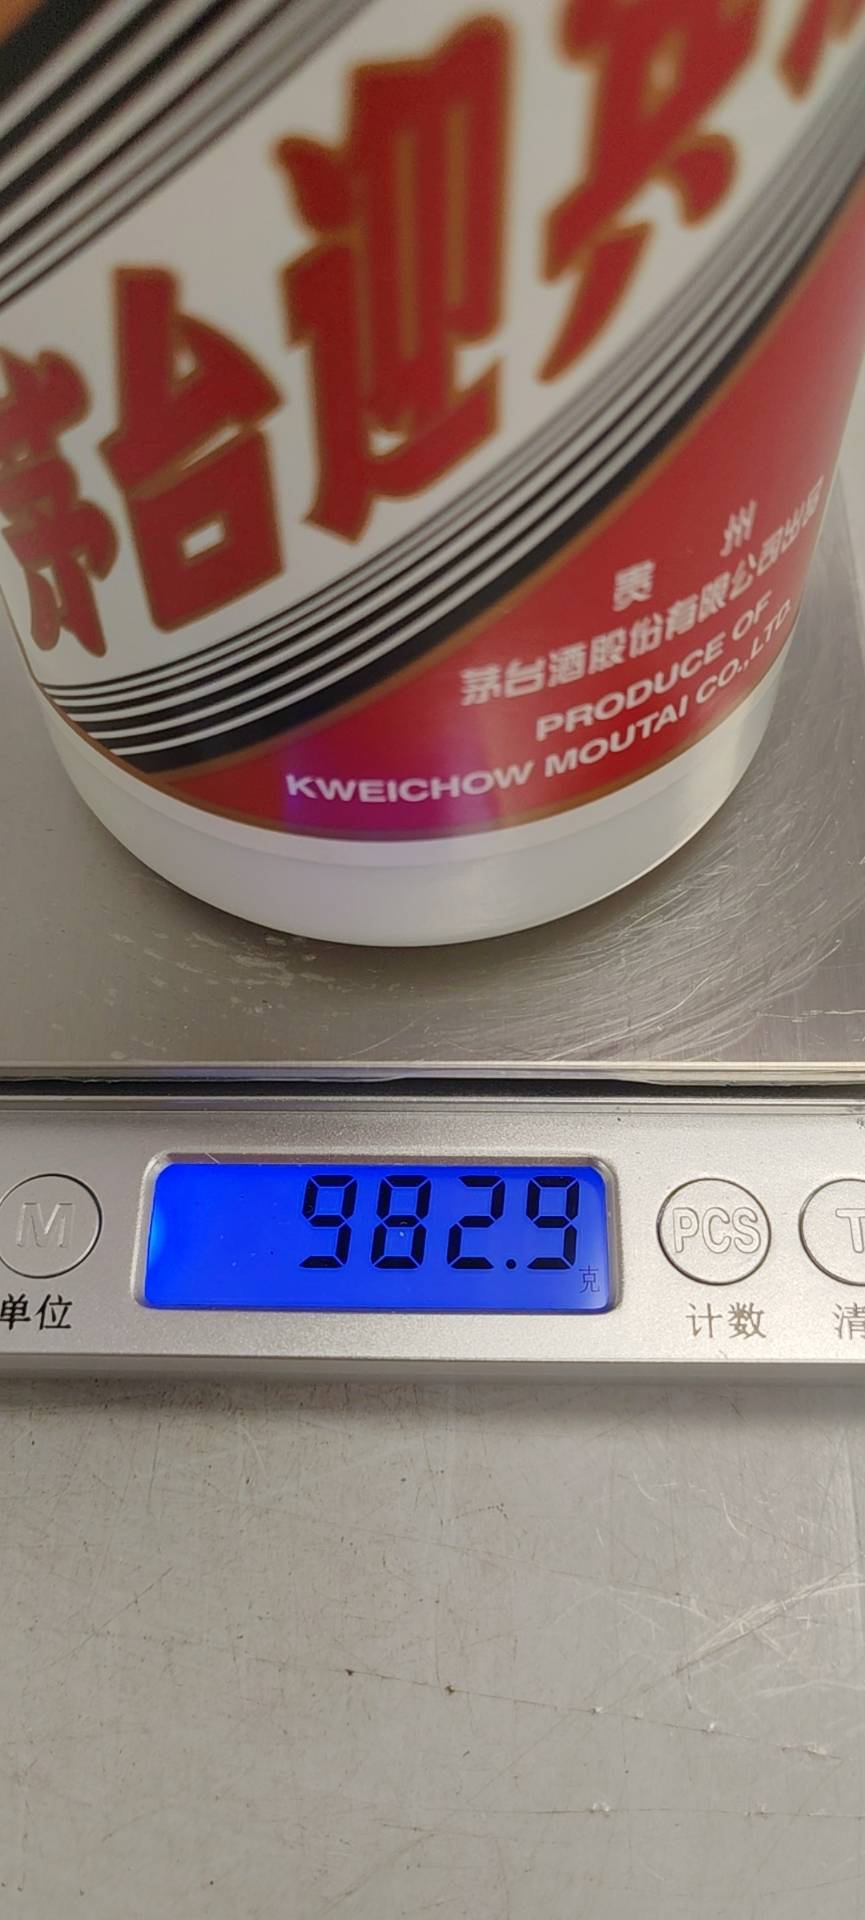 茅台迎宾
贵州
茅台酒股份有限公司出品
PRODUCE OF
KWEICHOW MOUTAI CO.,LTD.
982.9
克
M
PCS
T
单位
计数
清